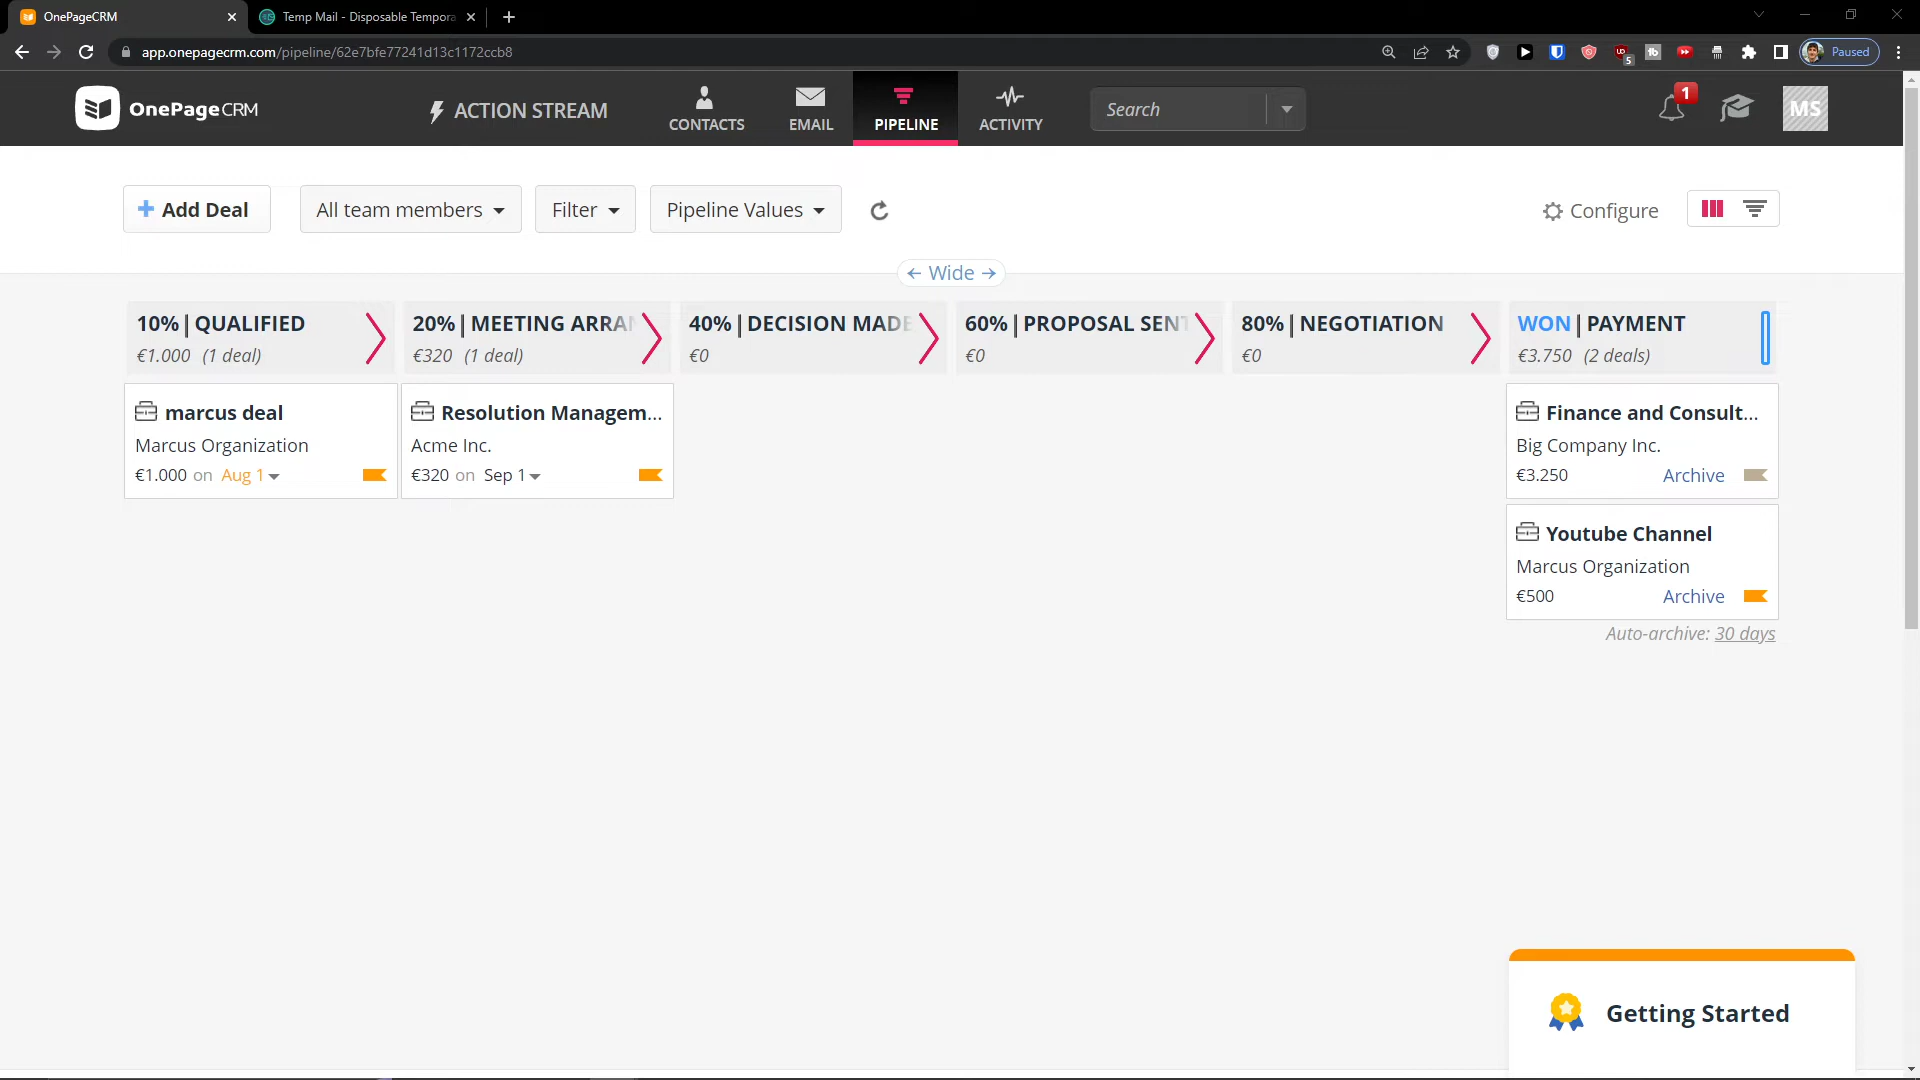 OnePageCRM
Temp Mail - Disposable Tempora
app.onepagecrm.com/pipeline/62e7bfe77241d13c1172ccb8
5
Paused
OnePageCRM
ACTION STREAM
CONTACTS
EMAIL
PIPELINE
ACTIVITY
Search
1
MS
+ Add Deal
All team members
Filter
Pipeline Values
Configure
← Wide →
10% | QUALIFIED
€1.000 (1 deal)
20% | MEETING ARRAN
€320 (1 deal)
40% | DECISION MADE
€0
60% | PROPOSAL SENT
€0
80% | NEGOTIATION
€0
WON | PAYMENT
€3.750 (2 deals)
marcus deal
Marcus Organization
€1.000 on Aug 1
Resolution Managem...
Acme Inc.
€320 on Sep 1
Finance and Consult...
Big Company Inc.
€3.250 Archive
Youtube Channel
Marcus Organization
€500 Archive
Auto-archive: 30 days
Getting Started